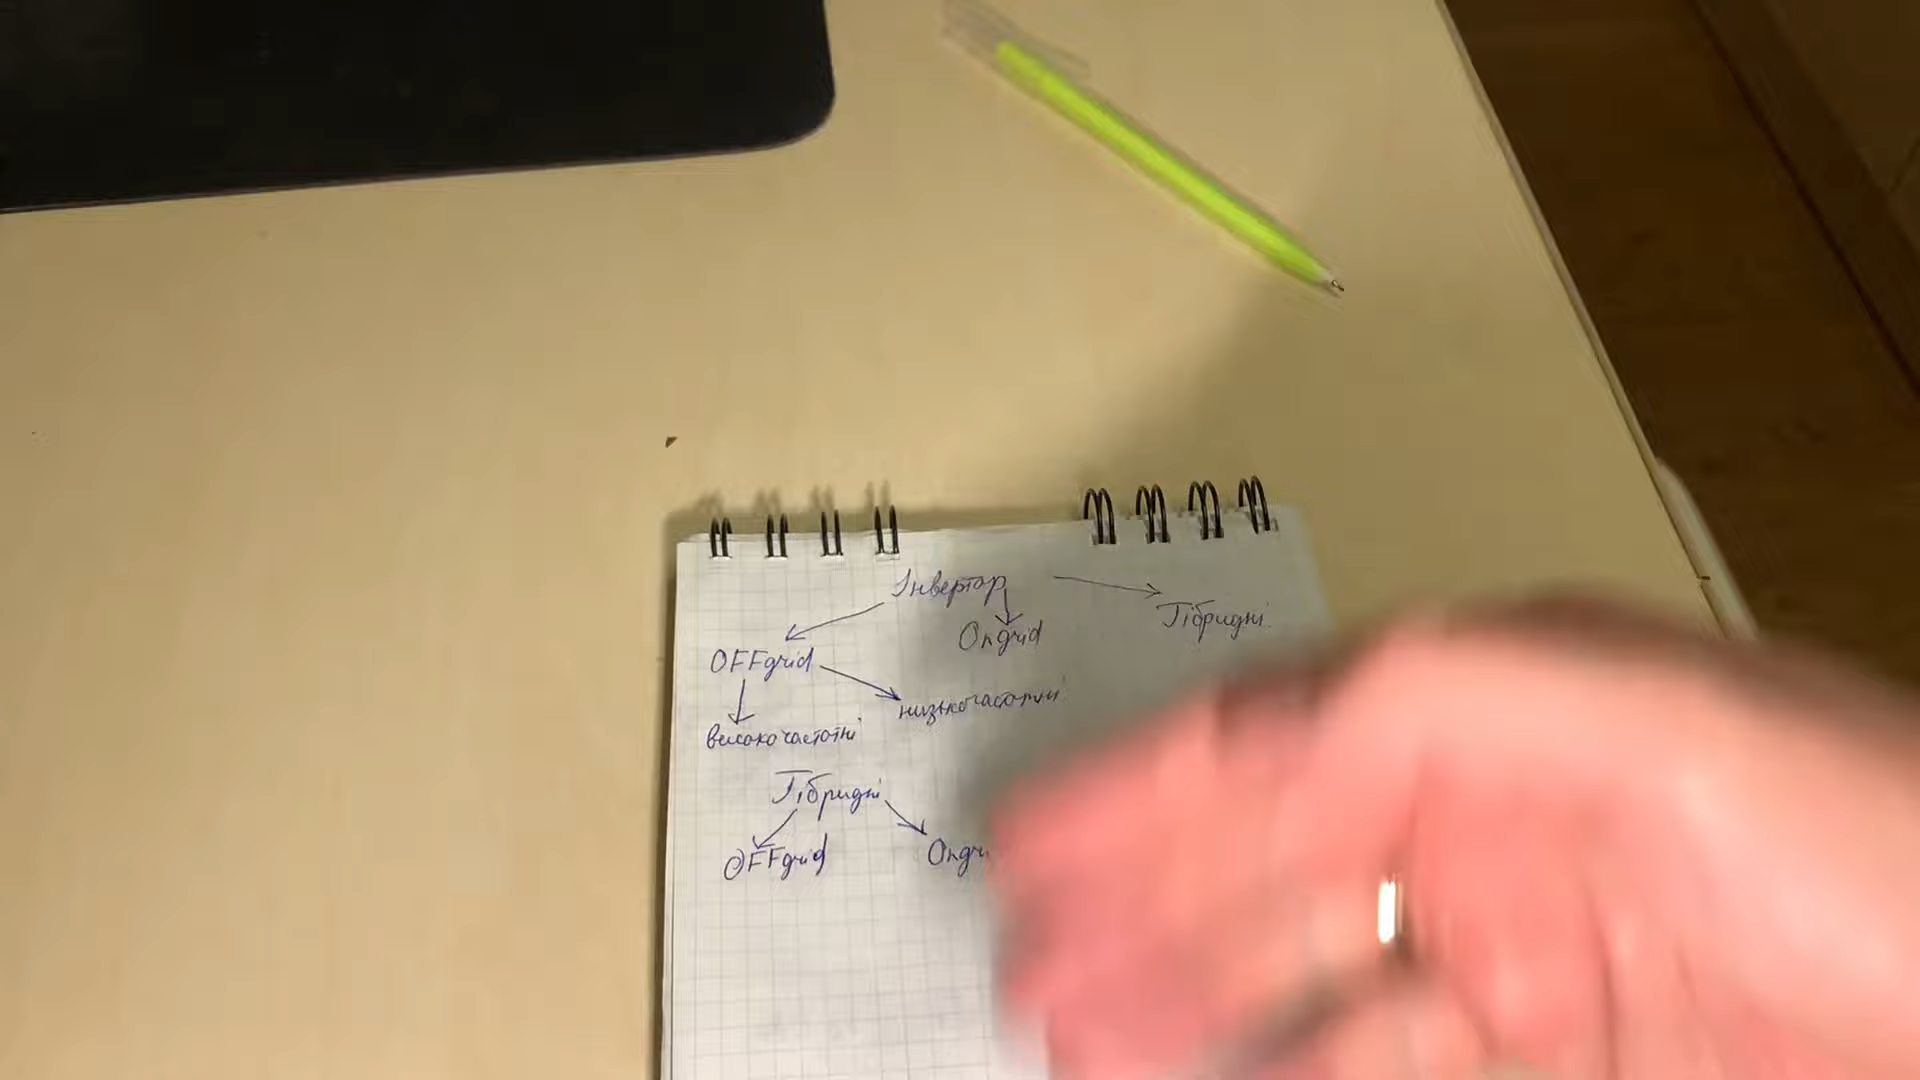 Інвертор
OFFgrid Ongrid Гібридні
високочастотні низькочастотні
Гібридні
OFFgrid